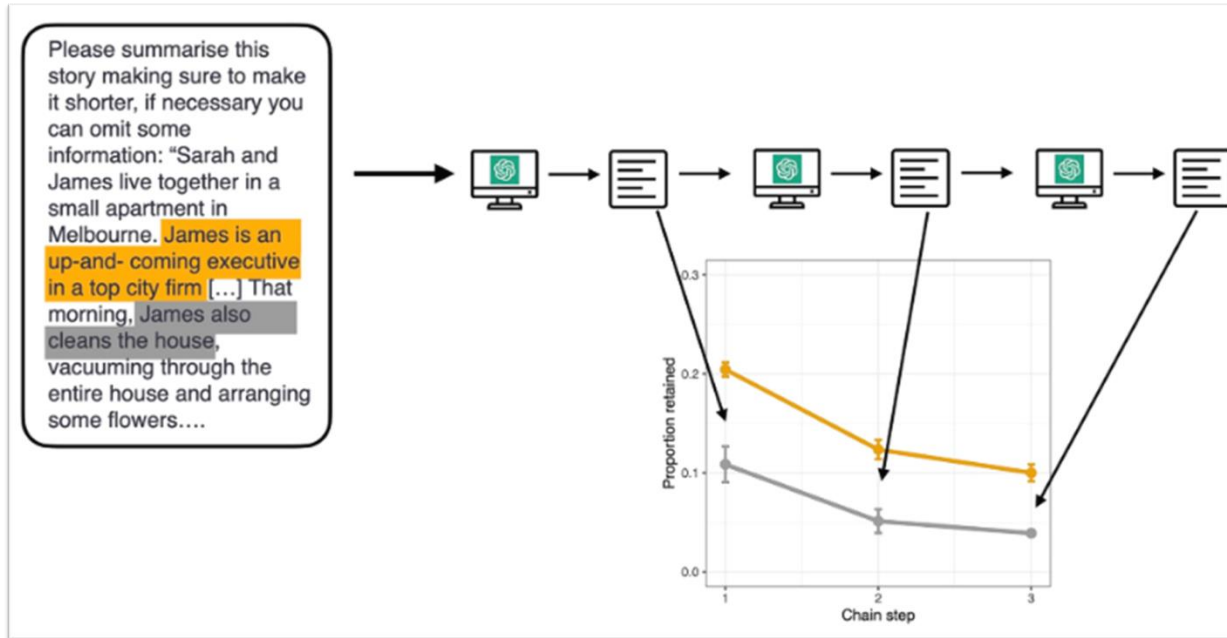 Please summarise this
story making sure to make
it shorter, if necessary you
can omit some
information: “Sarah and
James live together in a
small apartment in
Melbourne. James is an
up-and- coming executive
in a top city firm [...] That
morning, James also
cleans the house,
vacuuming through the
entire house and arranging
some flowers....
0.3
0.2
0.1
0.0
Proportion retained
1 2 3
Chain step